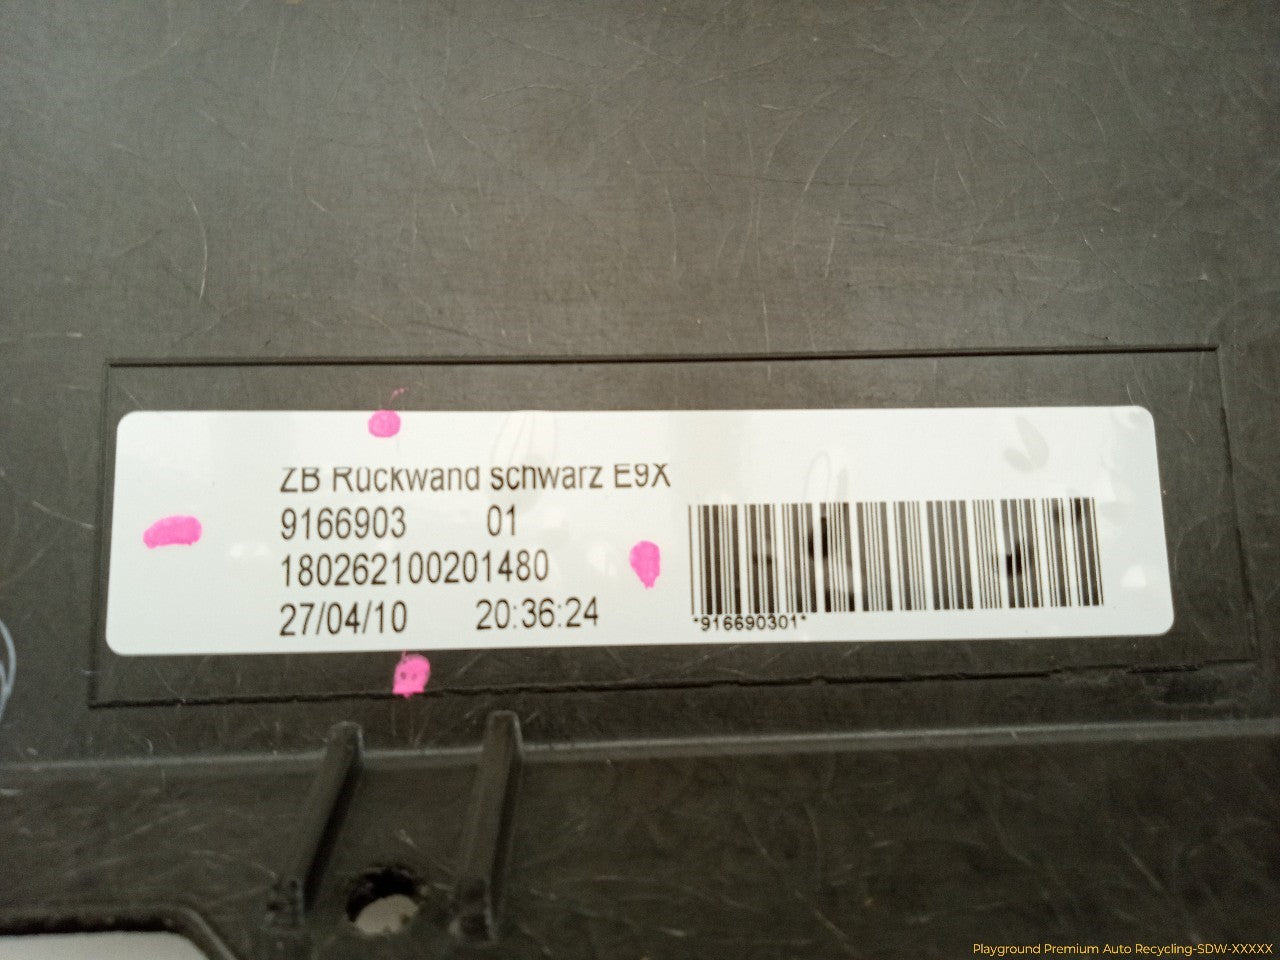 ZB Rückwand schwarz E9X
9166903 01
180262100201480
27/04/10 20:36:24
*916690301*
Playground Premium Auto Recycling-SDW-XXXXX